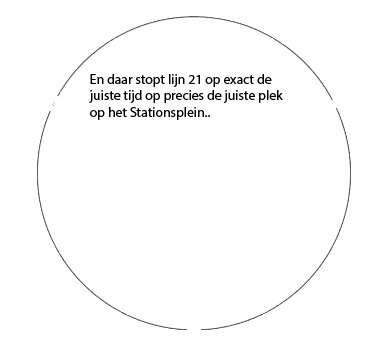 En daar stopt lijn 21 op exact de
juiste tijd op precies de juiste plek
op het Stationsplein..